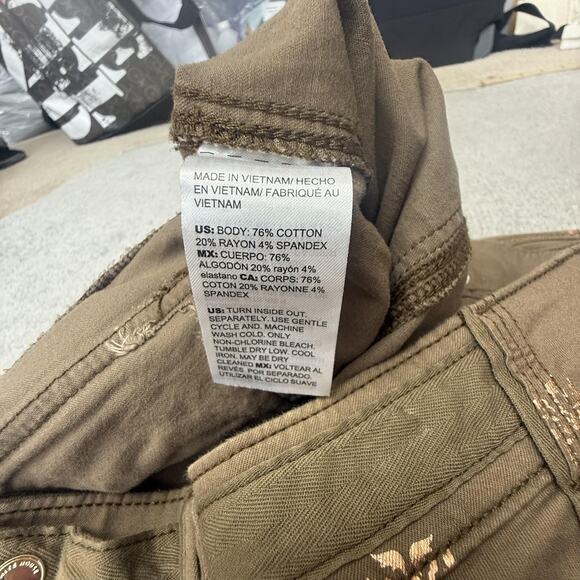 MADE IN VIETNAM/ HECHO
EN VIETNAM/ FABRIQUÉ AU
VIETNAM
US: BODY: 76% COTTON
20% RAYON 4% SPANDEX
MX: CUERPO: 76%
ALGODÓN 20% rayón 4%
elastano CA: CORPS: 76%
COTON 20% RAYONNE 4%
SPANDEX
US: TURN INSIDE OUT.
SEPARATELY. USE GENTLE
CYCLE AND. MACHINE
WASH COLD. ONLY
NON-CHLORINE BLEACH.
TUMBLE DRY LOW. COOL
IRON. MAY BE DRY
CLEANED MX: VOLTEAR AL
REVÉS. POR SEPARADO.
UTILIZAR EL CICLO SUAVE